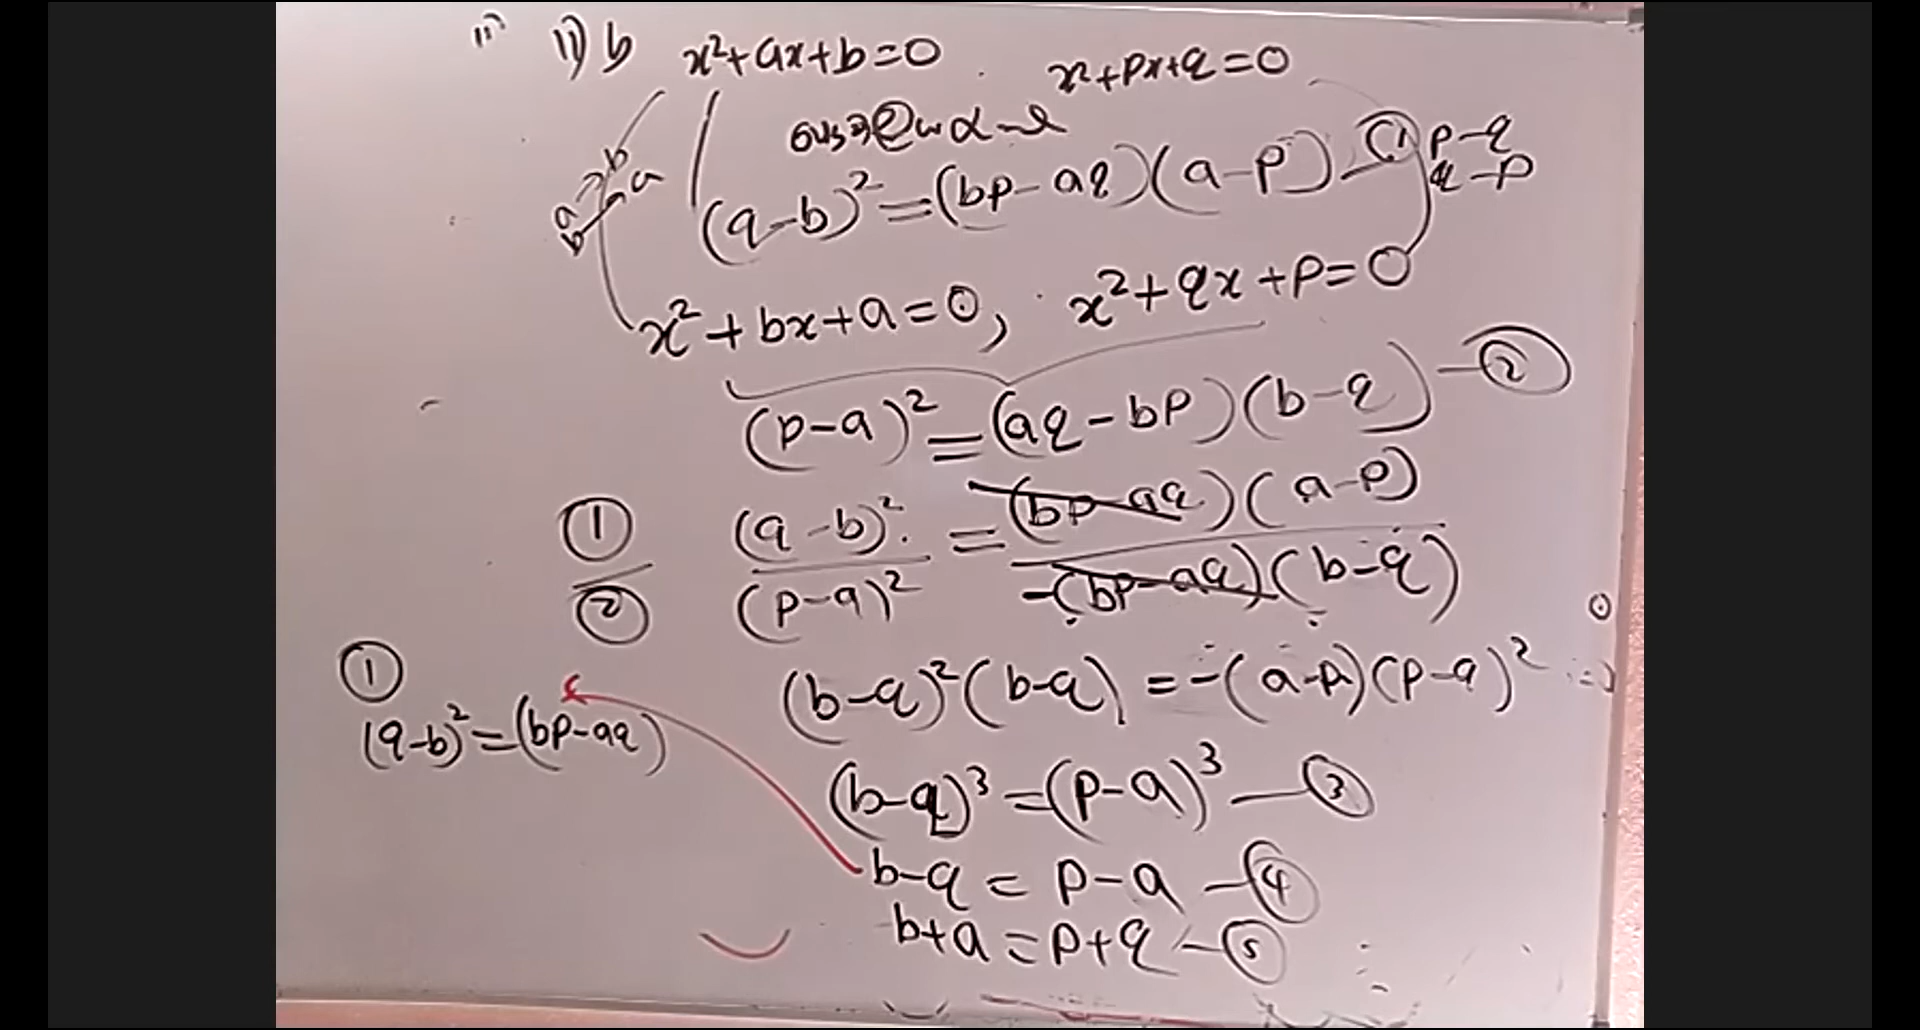 11) b x²+ax+b=0 x²+px+q=0
(q-b)²=(bp-aq)(a-p) - ①
p-q
q-p
a b
b a
x²+bx+a=0, x²+qx+p=0
(p-a)²=(aq-bp)(b-q) - ②
①/② (q-b)²/(p-a)² = (bp-aq)(a-p)/-(bp-aq)(b-q)
(b-q)²(b-q) = -(a-p)(p-a)²
①
(q-b)²=(bp-aq)
(b-q)³=(p-a)³ - ③
b-q = p-a - ④
b+a=p+q - ⑤